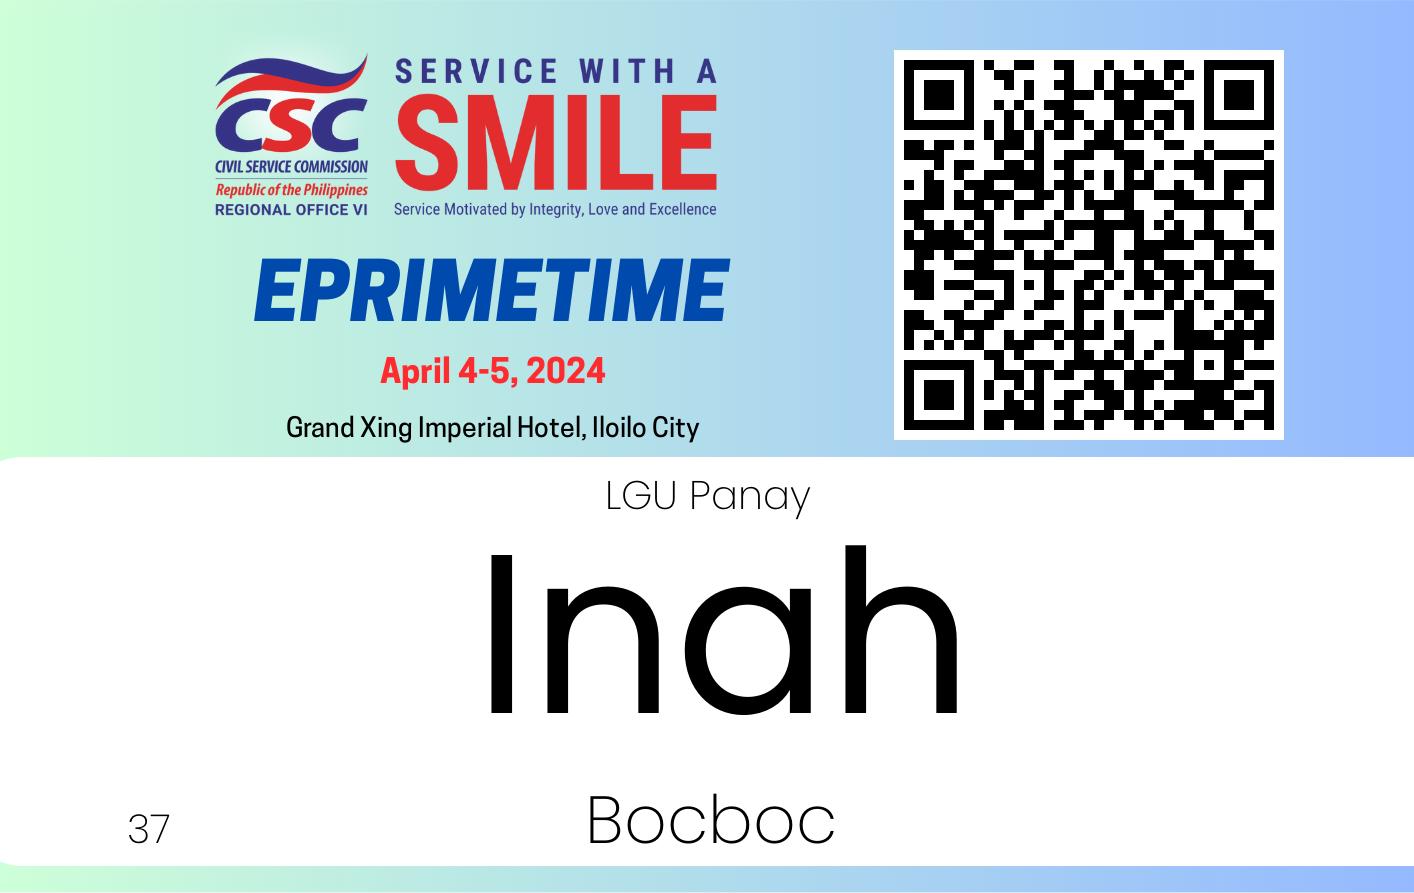 CSC
CIVIL SERVICE COMMISSION
Republic of the Philippines
REGIONAL OFFICE VI
SERVICE WITH A
SMILE
Service Motivated by Integrity, Love and Excellence
EPRIMETIME
April 4-5, 2024
Grand Xing Imperial Hotel, Iloilo City
LGU Panay
Inah
Bocboc
37